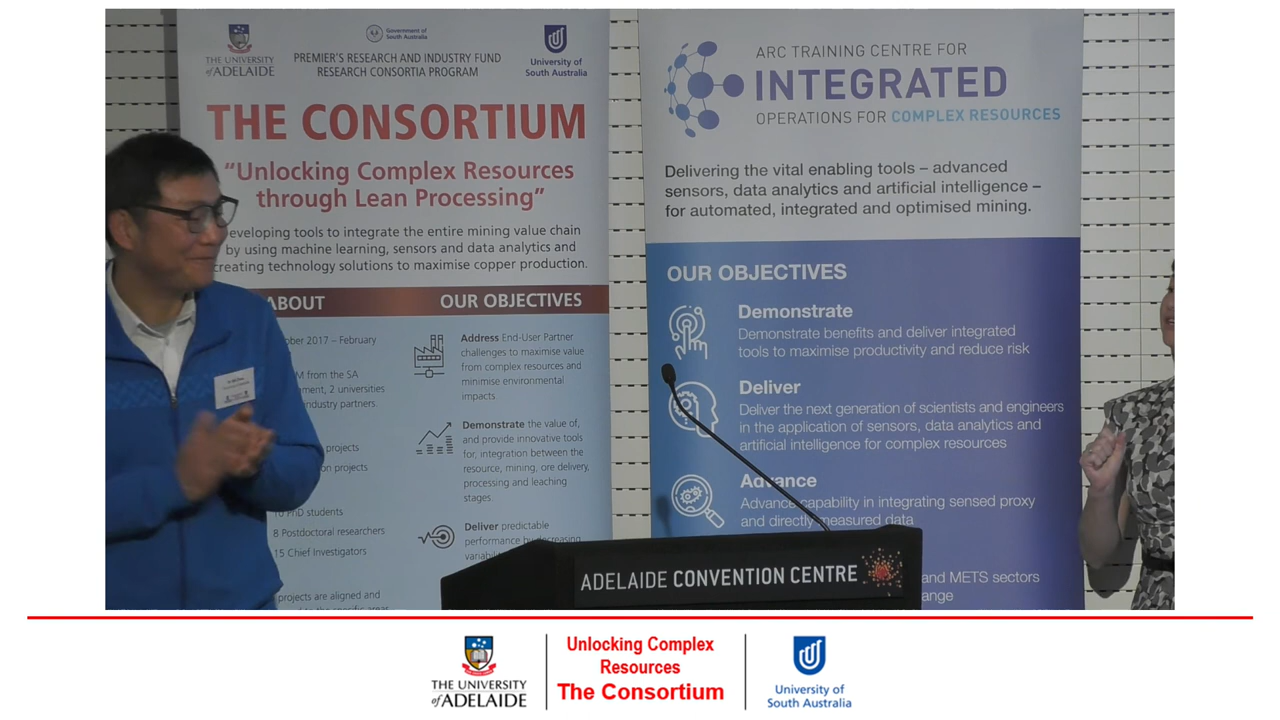 THE UNIVERSITY
of ADELAIDE
Government of
South Australia
PREMIER'S RESEARCH AND INDUSTRY FUND
RESEARCH CONSORTIA PROGRAM
University of
South Australia
THE CONSORTIUM
"Unlocking Complex Resources
through Lean Processing"
eveloping tools to integrate the entire mining value chain
by using machine learning, sensors and data analytics and
creating technology solutions to maximise copper production.
ABOUT
ober 2017 – February
M from the SA
ment, 2 universities
industry partners.
projects
on projects
10 PhD students
8 Postdoctoral researchers
15 Chief Investigators
projects are aligned and
OUR OBJECTIVES
Address End-User Partner
challenges to maximise value
from complex resources and
minimise environmental
impacts.
Demonstrate the value of,
and provide innovative tools
for, integration between the
resource, mining, ore delivery,
processing and leaching
stages.
Deliver predictable
performance by decreasing
ARC TRAINING CENTRE FOR
INTEGRATED
OPERATIONS FOR COMPLEX RESOURCES
Delivering the vital enabling tools – advanced
sensors, data analytics and artificial intelligence –
for automated, integrated and optimised mining.
OUR OBJECTIVES
Demonstrate
Demonstrate benefits and deliver integrated
tools to maximise productivity and reduce risk
Deliver
Deliver the next generation of scientists and engineers
in the application of sensors, data analytics and
artificial intelligence for complex resources
Advance
Advance capability in integrating sensed proxy
and directly measured data
and METS sectors
ange
ADELAIDE CONVENTION CENTRE
THE UNIVERSITY
of ADELAIDE
Unlocking Complex
Resources
The Consortium
University of
South Australia